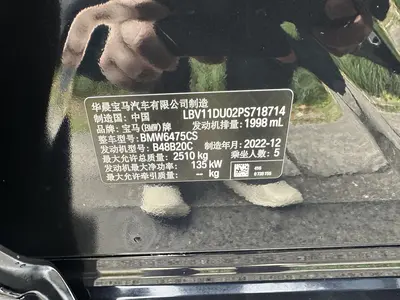 华晨宝马汽车有限公司制造
制造国: 中国 LBV11DU02PS718714
品牌: 宝马(BMW)牌 发动机排量: 1998 mL
整车型号: BMW6475CS
发动机型号: B48B20C 制造年月: 2022-12
最大允许总质量: 2510 kg 乘坐人数: 5
发动机最大净功率: 135 kW
最大允许牵引质量: -- kg